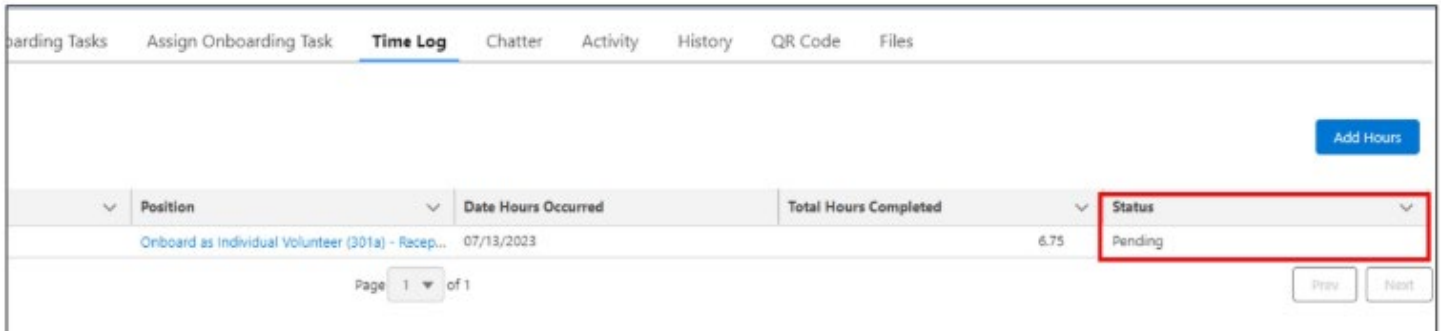 barding Tasks Assign Onboarding Task Time Log Chatter Activity History QR Code Files
Add Hours
Position Date Hours Occurred Total Hours Completed Status
Onboard as Individual Volunteer (301a) - Recep... 07/13/2023 6.75 Pending
Page 1 of 1 Prev Next